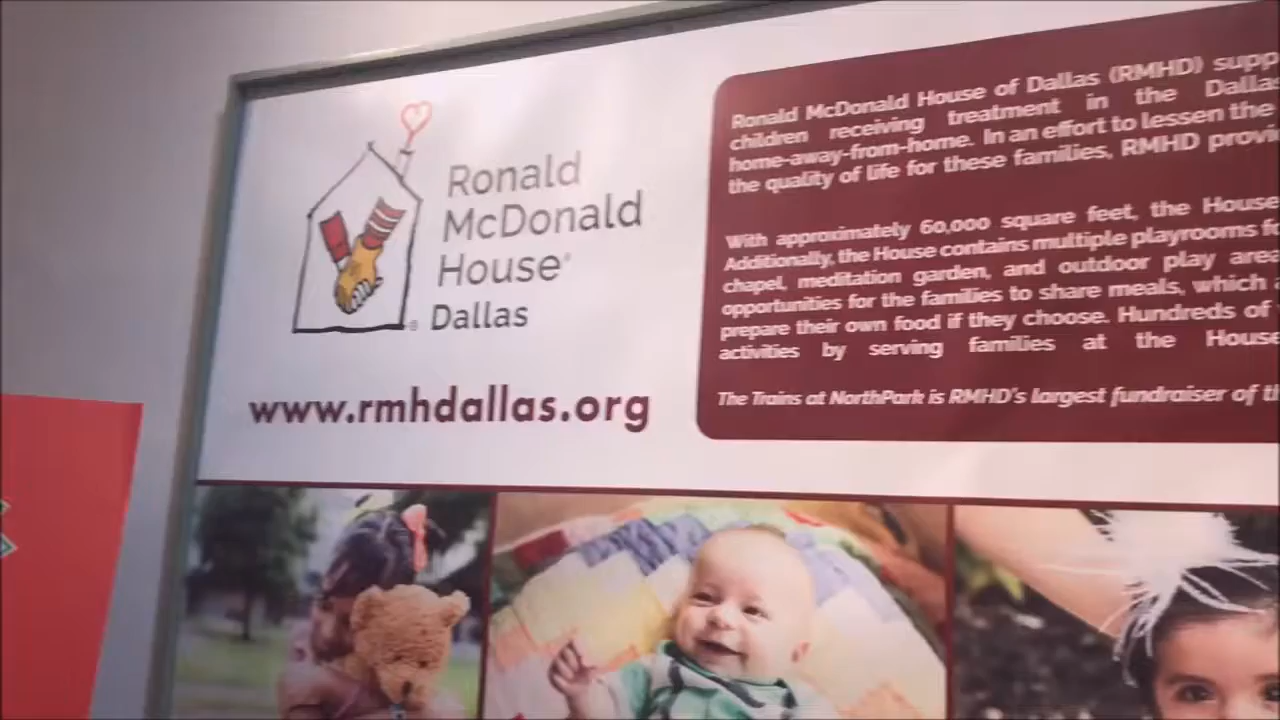 Ronald
McDonald
House®
Dallas
www.rmhdallas.org
Ronald McDonald House of Dallas (RMHD) supp
children receiving treatment in the Dallas
home-away-from-home. In an effort to lessen the
the quality of life for these families, RMHD provi
With approximately 60,000 square feet, the House
Additionally, the House contains multiple playrooms fo
chapel, meditation garden, and outdoor play area
opportunities for the families to share meals, which a
prepare their own food if they choose. Hundreds of
activities by serving families at the House
The Trains at NorthPark is RMHD's largest fundraiser of th